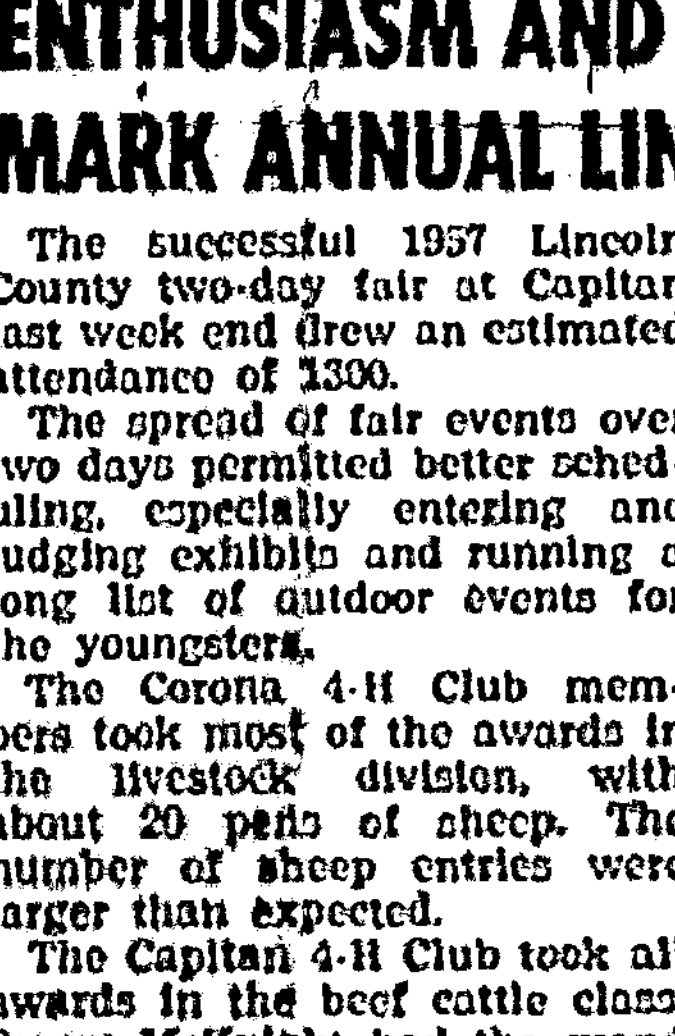 ENTHUSIASM AND
MARK ANNUAL LIN
The successful 1957 Lincoln
County two-day fair at Capitan
last week end drew an estimated
attendance of 1300.
The spread of fair events over
two days permitted better sched-
uling, especially entering and
judging exhibits and running a
long list of outdoor events for
the youngsters.
The Corona 4-H Club mem-
bers took most of the awards in
the livestock division, with
about 20 pens of sheep. The
number of sheep entries were
larger than expected.
The Capitan 4-H Club took all
awards in the beef cattle class